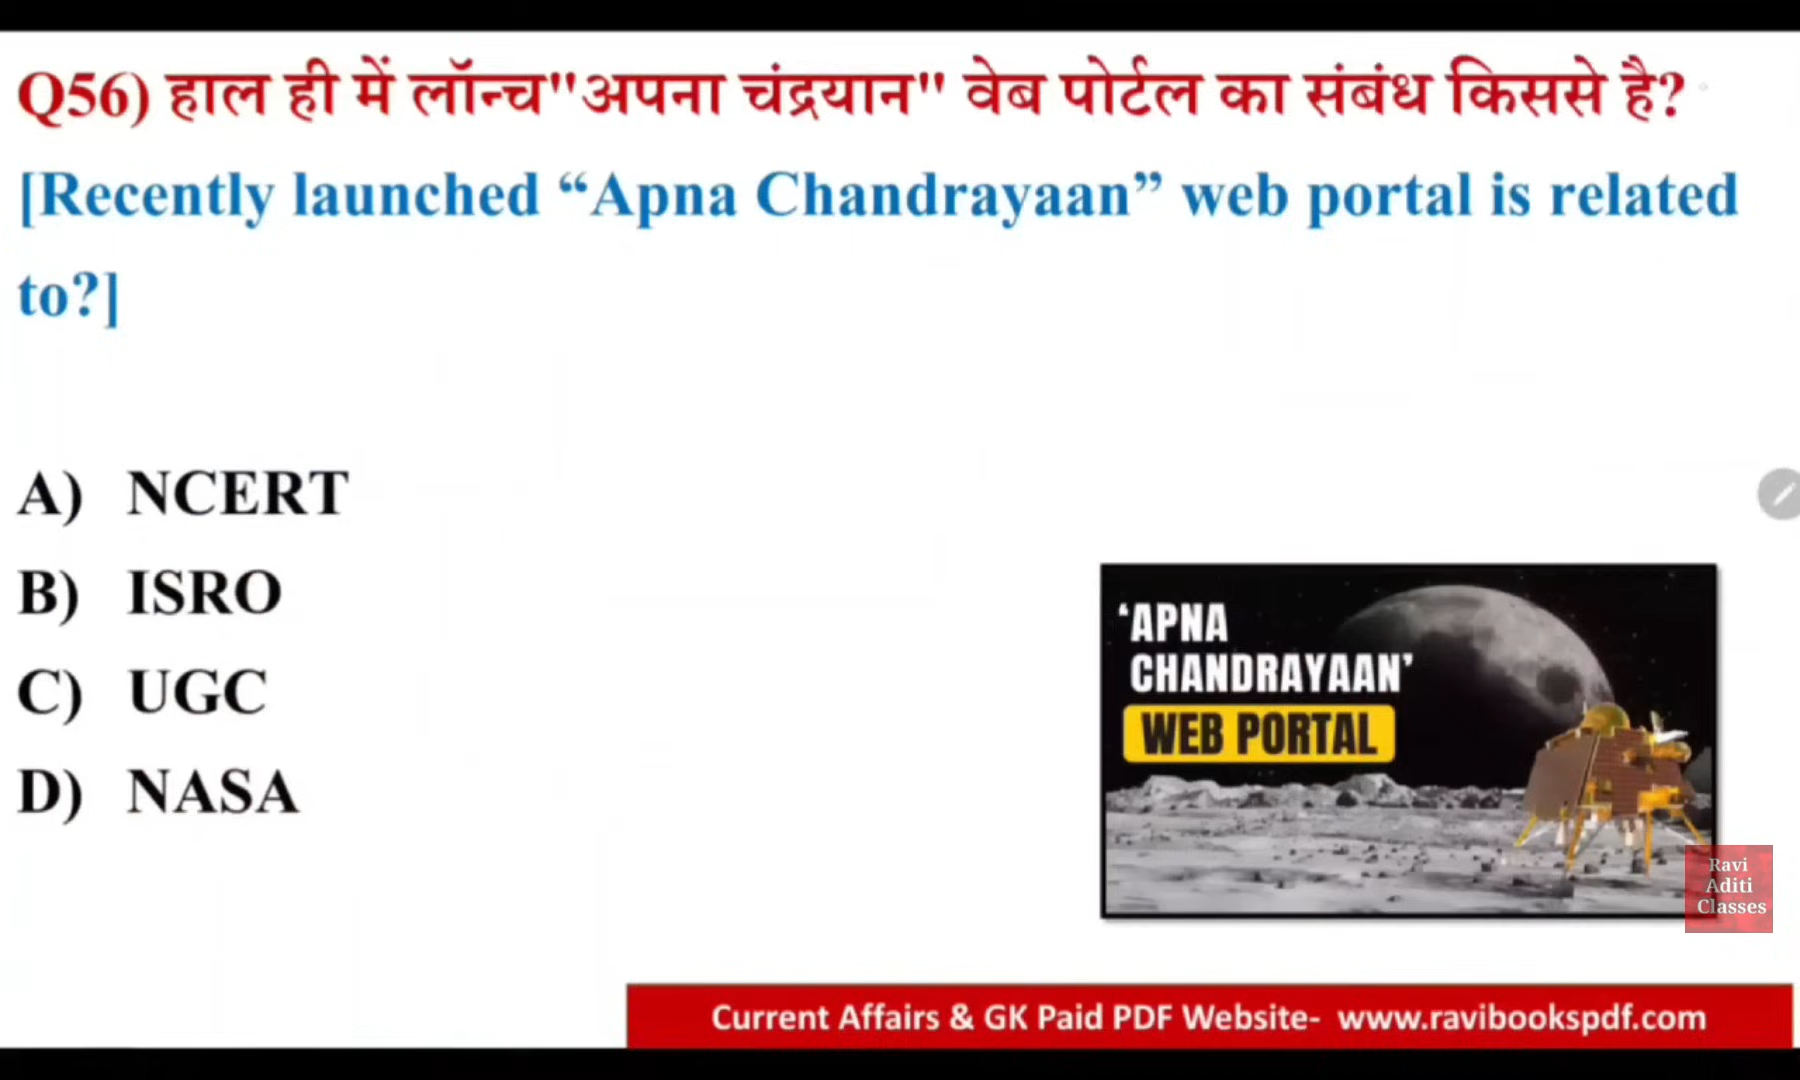 Q56) हाल ही में लॉन्च"अपना चंद्रयान" वेब पोर्टल का संबंध किससे है?
[Recently launched “Apna Chandrayaan” web portal is related
to?]
A) NCERT
B) ISRO
C) UGC
D) NASA
‘APNA
CHANDRAYAAN’
WEB PORTAL
Ravi
Aditi
Classes
Current Affairs & GK Paid PDF Website- www.ravibookspdf.com